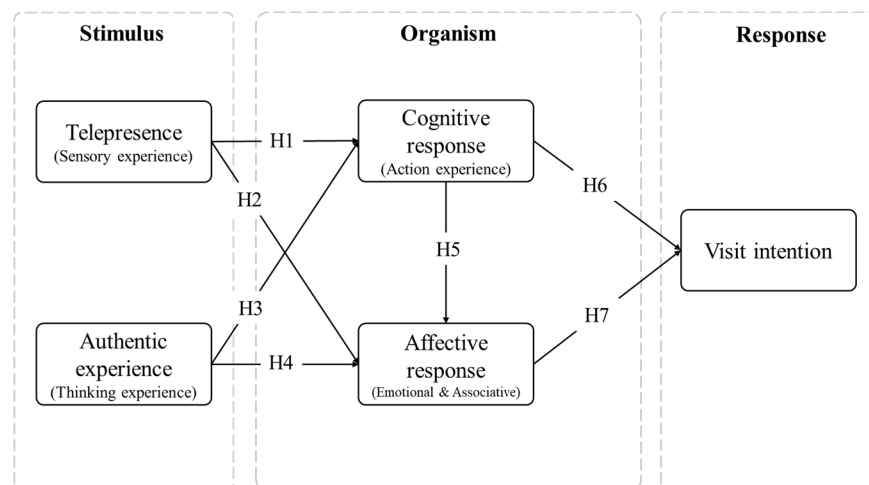 Stimulus
Organism
Response
Telepresence
(Sensory experience)
H1
Cognitive
response
(Action experience)
H2
H6
H5
Visit intention
H3
H7
Authentic
experience
(Thinking experience)
H4
Affective
response
(Emotional & Associative)